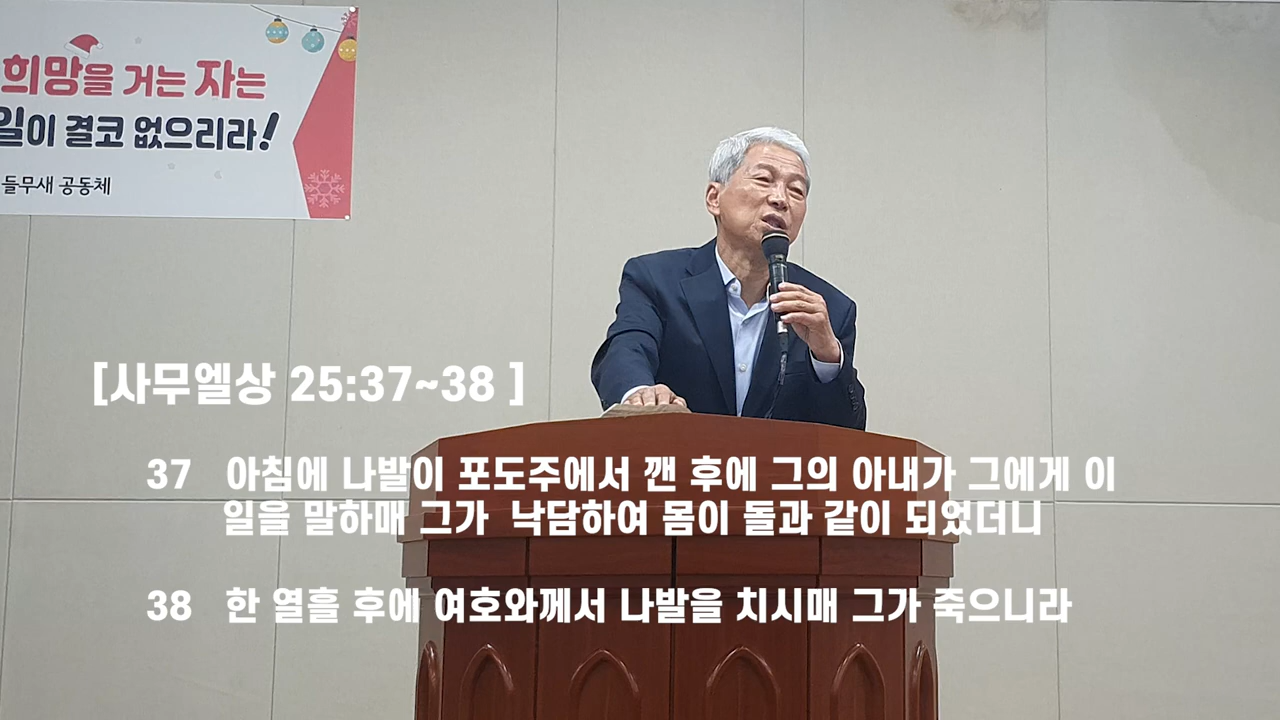 희망을 거는 자는
일이 결코 없으리라!
들무새 공동체
[사무엘상 25:37~38 ]
37 아침에 나발이 포도주에서 깬 후에 그의 아내가 그에게 이
일을 말하매 그가 낙담하여 몸이 돌과 같이 되었더니
38 한 열흘 후에 여호와께서 나발을 치시매 그가 죽으니라